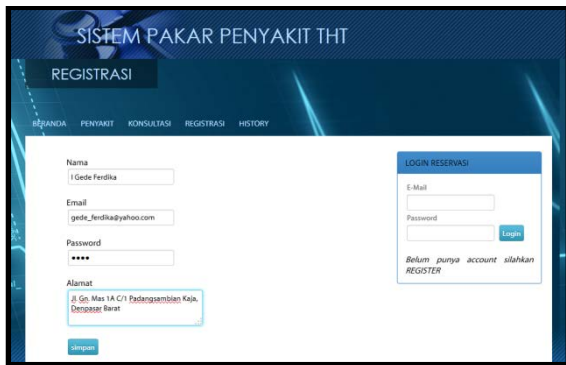 SISTEM PAKAR PENYAKIT THT
REGISTRASI
BERANDA PENYAKIT KONSULTASI REGISTRASI HISTORY
Nama
I Gede Ferdika
Email
gede_ferdika@yahoo.com
Password
••••
Alamat
Jl. Gn. Mas 1A C/1 Padangsambian Kaja,
Denpasar Barat
simpan
LOGIN RESERVASI
E-Mail
Password
Login
Belum punya account silahkan
REGISTER